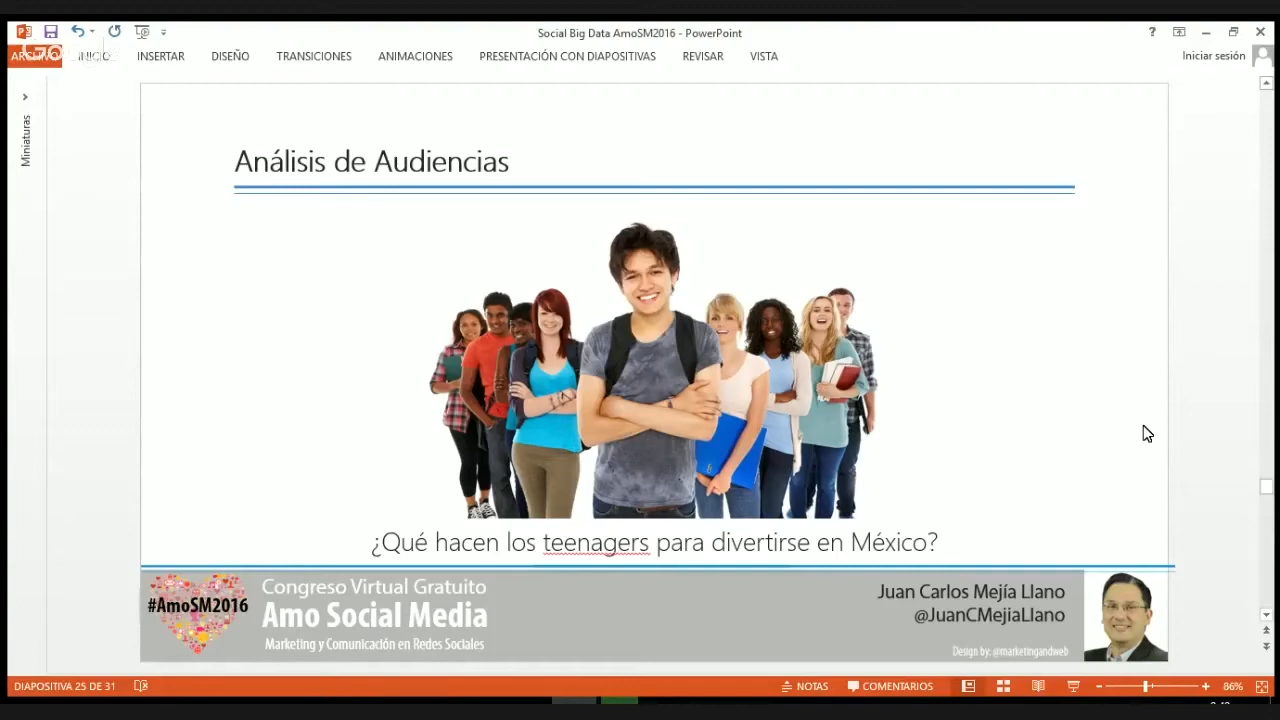 Social Big Data AmoSM2016 - PowerPoint
ARCHIVO INICIO INSERTAR DISEÑO TRANSICIONES ANIMACIONES PRESENTACIÓN CON DIAPOSITIVAS REVISAR VISTA
Iniciar sesión
Miniaturas
Análisis de Audiencias
¿Qué hacen los teenagers para divertirse en México?
#AmoSM2016
Congreso Virtual Gratuito
Amo Social Media
Marketing y Comunicación en Redes Sociales
Juan Carlos Mejía Llano
@JuanCMejiaLlano
Design by: @marketingandweb
DIAPOSITIVA 25 DE 31
NOTAS
COMENTARIOS
86%